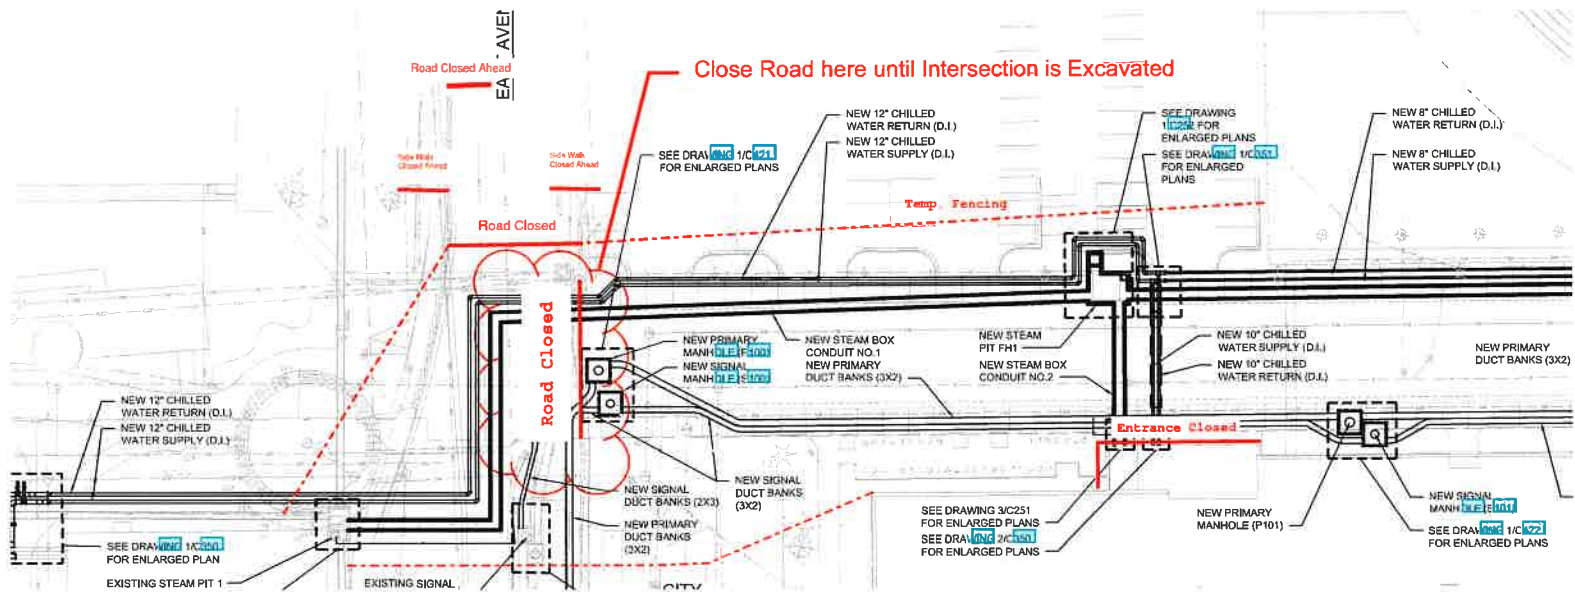 Road Closed Ahead
Close Road here until Intersection is Excavated
Side Walk
Closed Ahead
Side Walk
Closed Ahead
SEE DRAWING 1/C421
FOR ENLARGED PLANS
NEW 12" CHILLED
WATER RETURN (D.I.)
NEW 12" CHILLED
WATER SUPPLY (D.I.)
SEE DRAWING
FOR
ENLARGED PLANS
SEE DRAWING 1/C051
FOR ENLARGED
PLANS
NEW 8" CHILLED
WATER RETURN (D.I.)
NEW 8" CHILLED
WATER SUPPLY (D.I.)
Temp. Fencing
Road Closed
Road Closed
NEW PRIMARY
MANHOLE (P100)
NEW SIGNAL
MANHOLE (S100)
NEW STEAM BOX
CONDUIT NO.1
NEW PRIMARY
DUCT BANKS (3X2)
NEW STEAM
PIT FH1
NEW STEAM BOX
CONDUIT NO.2
NEW 10" CHILLED
WATER SUPPLY (D.I.)
NEW 10" CHILLED
WATER RETURN (D.I.)
NEW PRIMARY
DUCT BANKS (3X2)
NEW 12" CHILLED
WATER RETURN (D.I.)
NEW 12" CHILLED
WATER SUPPLY (D.I.)
Entrance Closed
NEW SIGNAL
DUCT BANKS (2X3)
NEW PRIMARY
DUCT BANKS
(3X2)
NEW SIGNAL
DUCT BANKS
(3X2)
SEE DRAWING 3/C251
FOR ENLARGED PLANS
SEE DRAWING 2/C350
FOR ENLARGED PLANS
NEW PRIMARY
MANHOLE (P101)
NEW SIGNAL
MANHOLE (S101)
SEE DRAWING 1/C422
FOR ENLARGED PLANS
SEE DRAWING 1/C350
FOR ENLARGED PLAN
EXISTING STEAM PIT 1
EXISTING SIGNAL
CITY